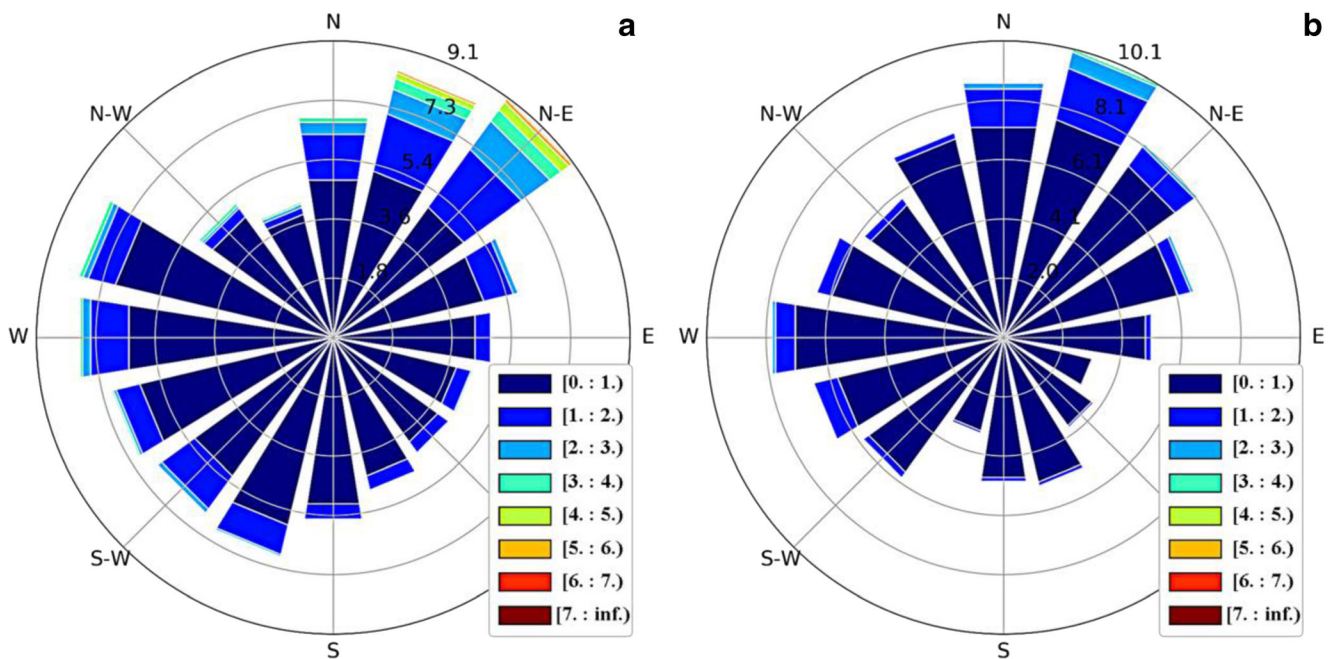 a
N
9.1
N-W
N-E
7.3
5.4
3.6
1.8
W
E
S-W
S
[0. : 1.)
[1. : 2.)
[2. : 3.)
[3. : 4.)
[4. : 5.)
[5. : 6.)
[6. : 7.)
[7. : inf.)
b
N
10.1
N-W
N-E
8.1
6.1
4.1
2.0
W
E
S-W
S
[0. : 1.)
[1. : 2.)
[2. : 3.)
[3. : 4.)
[4. : 5.)
[5. : 6.)
[6. : 7.)
[7. : inf.)